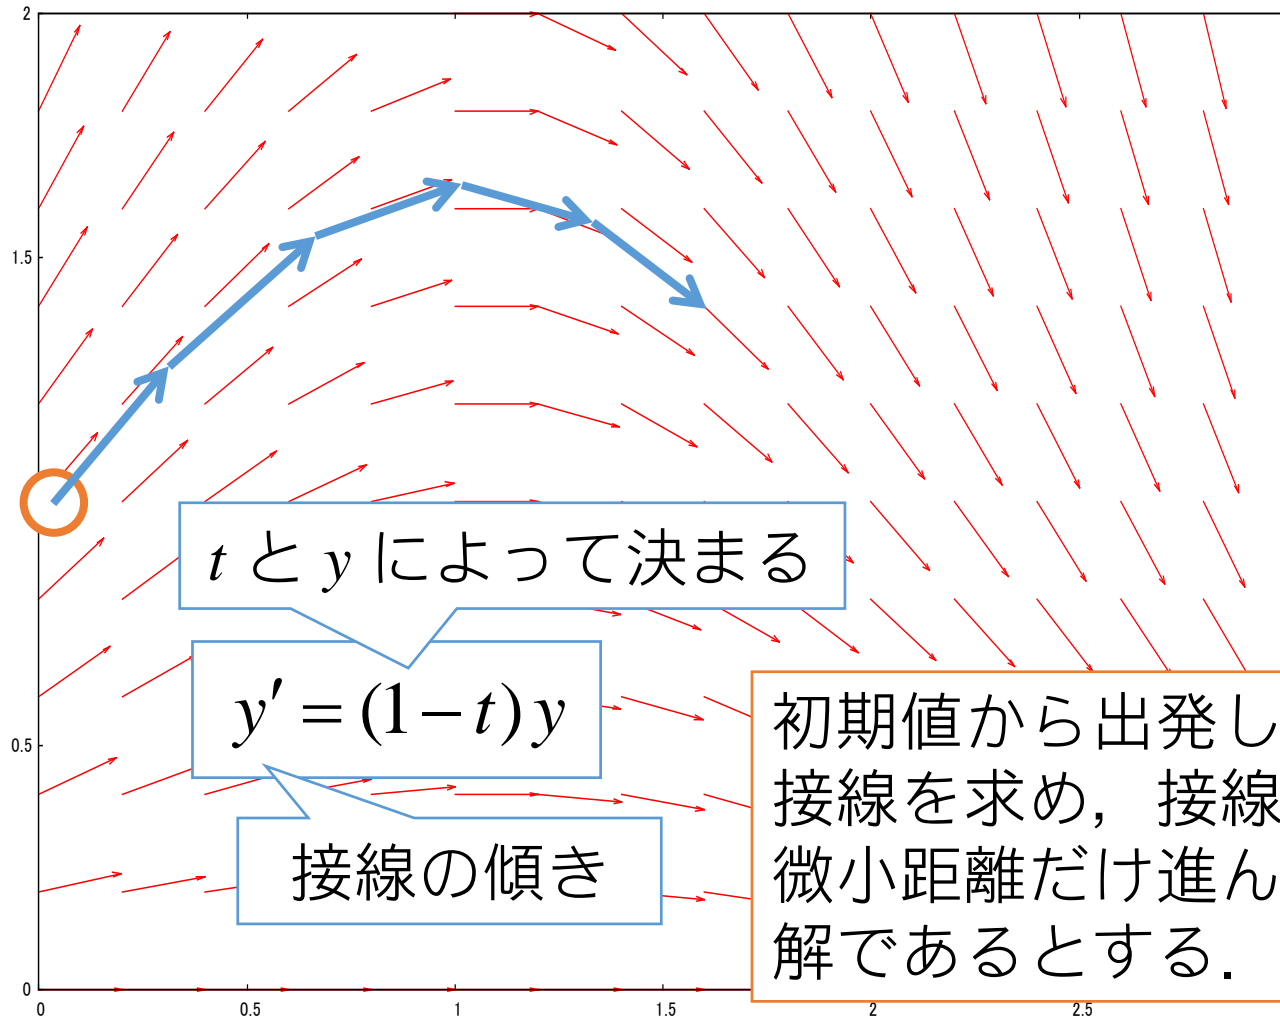 2
1.5
t と y によって決まる
y′ = (1−t) y
0.5
接線の傾き
初期値から出発し
接線を求め，接線
微小距離だけ進ん
解であるとする．
0
0 0.5 1 1.5 2 2.5